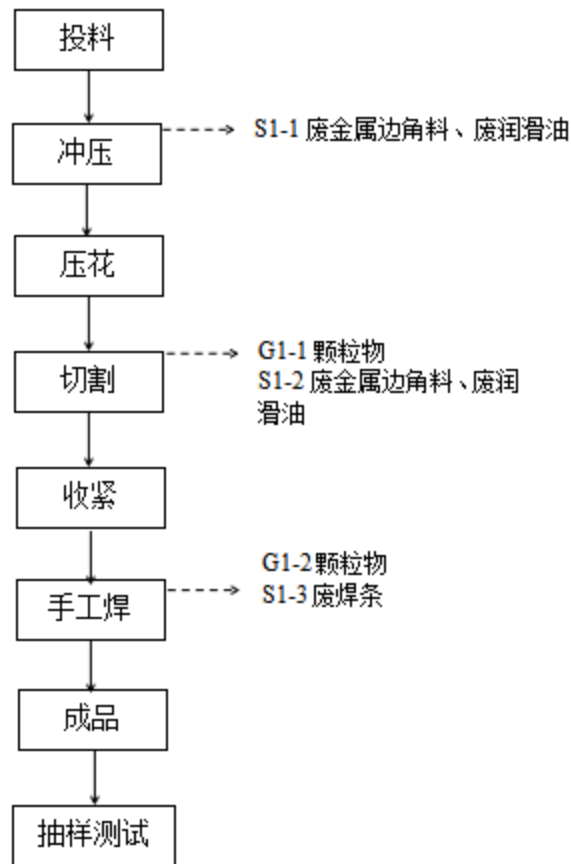 投料
冲压
S1-1 废金属边角料、废润滑油
压花
切割
G1-1 颗粒物
S1-2 废金属边角料、废润
滑油
收紧
手工焊
G1-2颗粒物
S1-3废焊条
成品
抽样测试